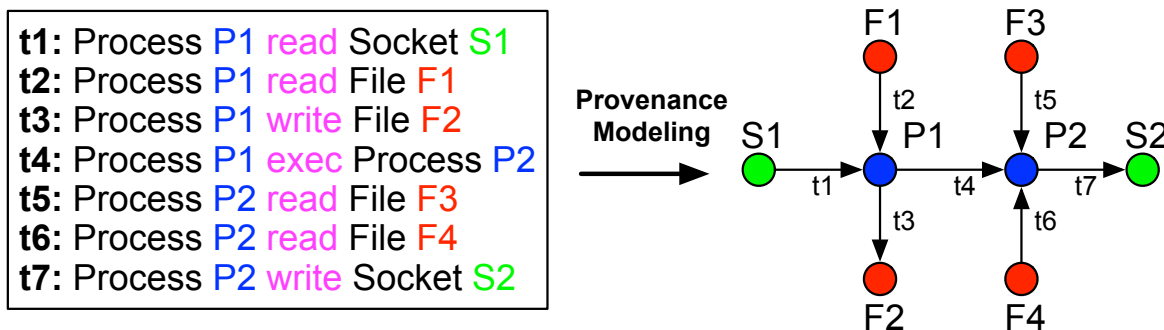 t1: Process P1 read Socket S1
t2: Process P1 read File F1
t3: Process P1 write File F2
t4: Process P1 exec Process P2
t5: Process P2 read File F3
t6: Process P2 read File F4
t7: Process P2 write Socket S2
Provenance
Modeling
F1
F3
t2
t5
S1
P1
P2
S2
t1
t4
t7
t3
t6
F2
F4